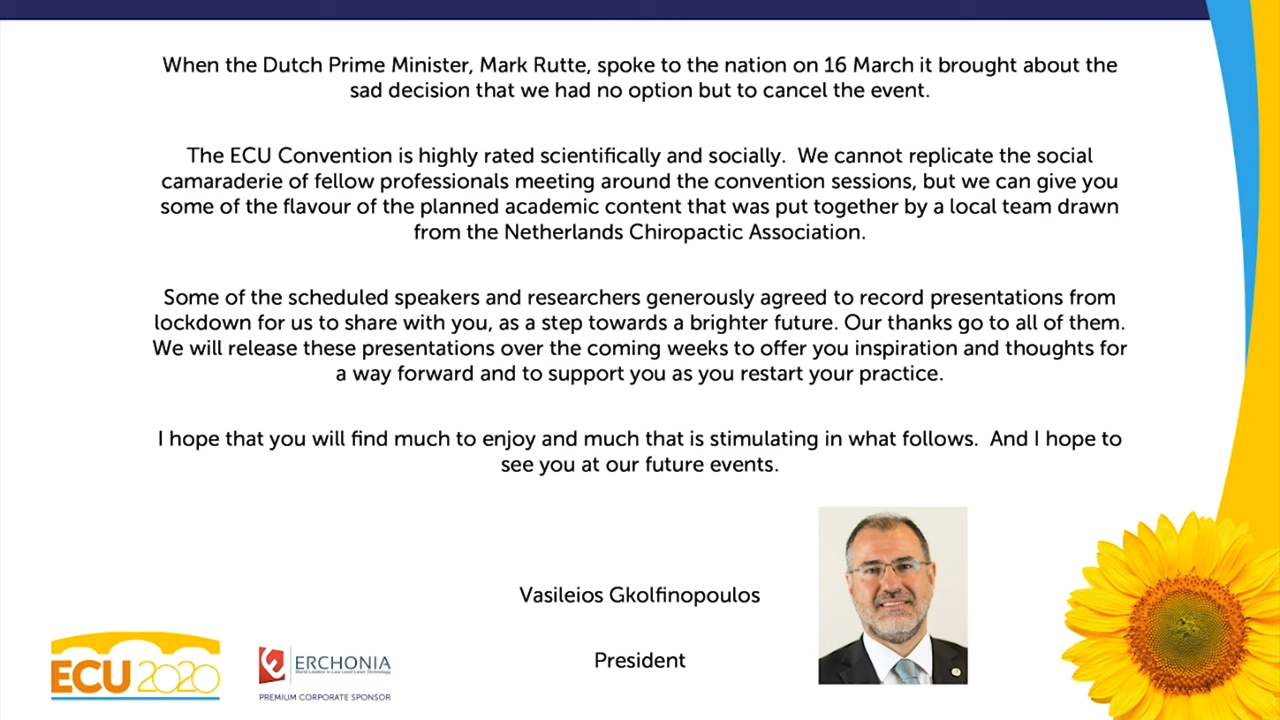 When the Dutch Prime Minister, Mark Rutte, spoke to the nation on 16 March it brought about the
sad decision that we had no option but to cancel the event.
The ECU Convention is highly rated scientifically and socially. We cannot replicate the social
camaraderie of fellow professionals meeting around the convention sessions, but we can give you
some of the flavour of the planned academic content that was put together by a local team drawn
from the Netherlands Chiropactic Association.
Some of the scheduled speakers and researchers generously agreed to record presentations from
lockdown for us to share with you, as a step towards a brighter future. Our thanks go to all of them.
We will release these presentations over the coming weeks to offer you inspiration and thoughts for
a way forward and to support you as you restart your practice.
I hope that you will find much to enjoy and much that is stimulating in what follows. And I hope to
see you at our future events.
Vasileios Gkolfinopoulos
President
ECU2020
ERCHONIA
World Leaders in Low Level Laser Technology
PREMIUM CORPORATE SPONSOR